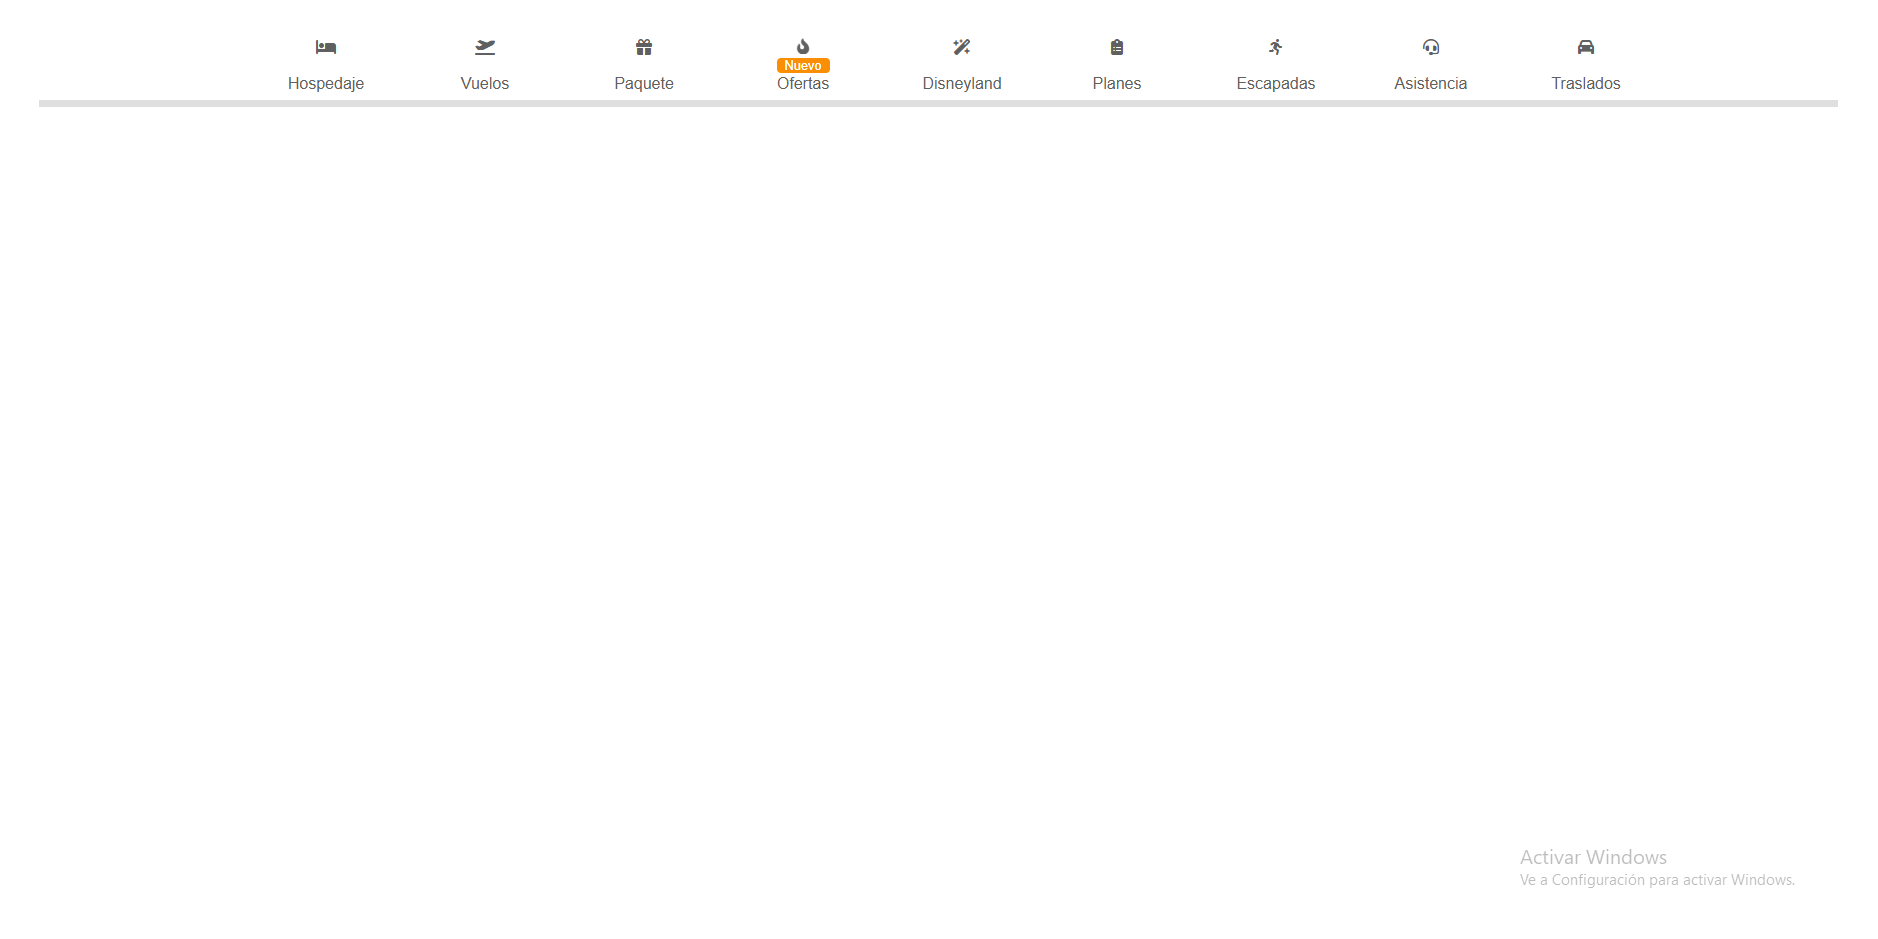 Hospedaje
Vuelos
Paquete
Nuevo
Ofertas
Disneyland
Planes
Escapadas
Asistencia
Traslados
Activar Windows
Ve a Configuración para activar Windows.